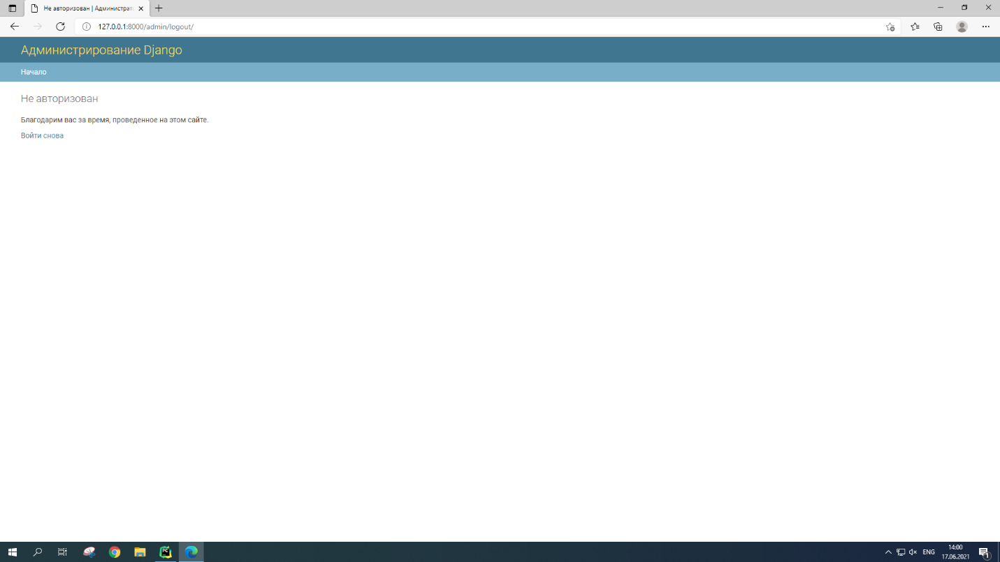 Не авторизован | Администрат
127.0.0.1:8000/admin/logout/
Администрирование Django
Начало
Не авторизован
Благодарим вас за время, проведенное на этом сайте.
Войти снова
PC
ENG
14:00
17.06.2021
1